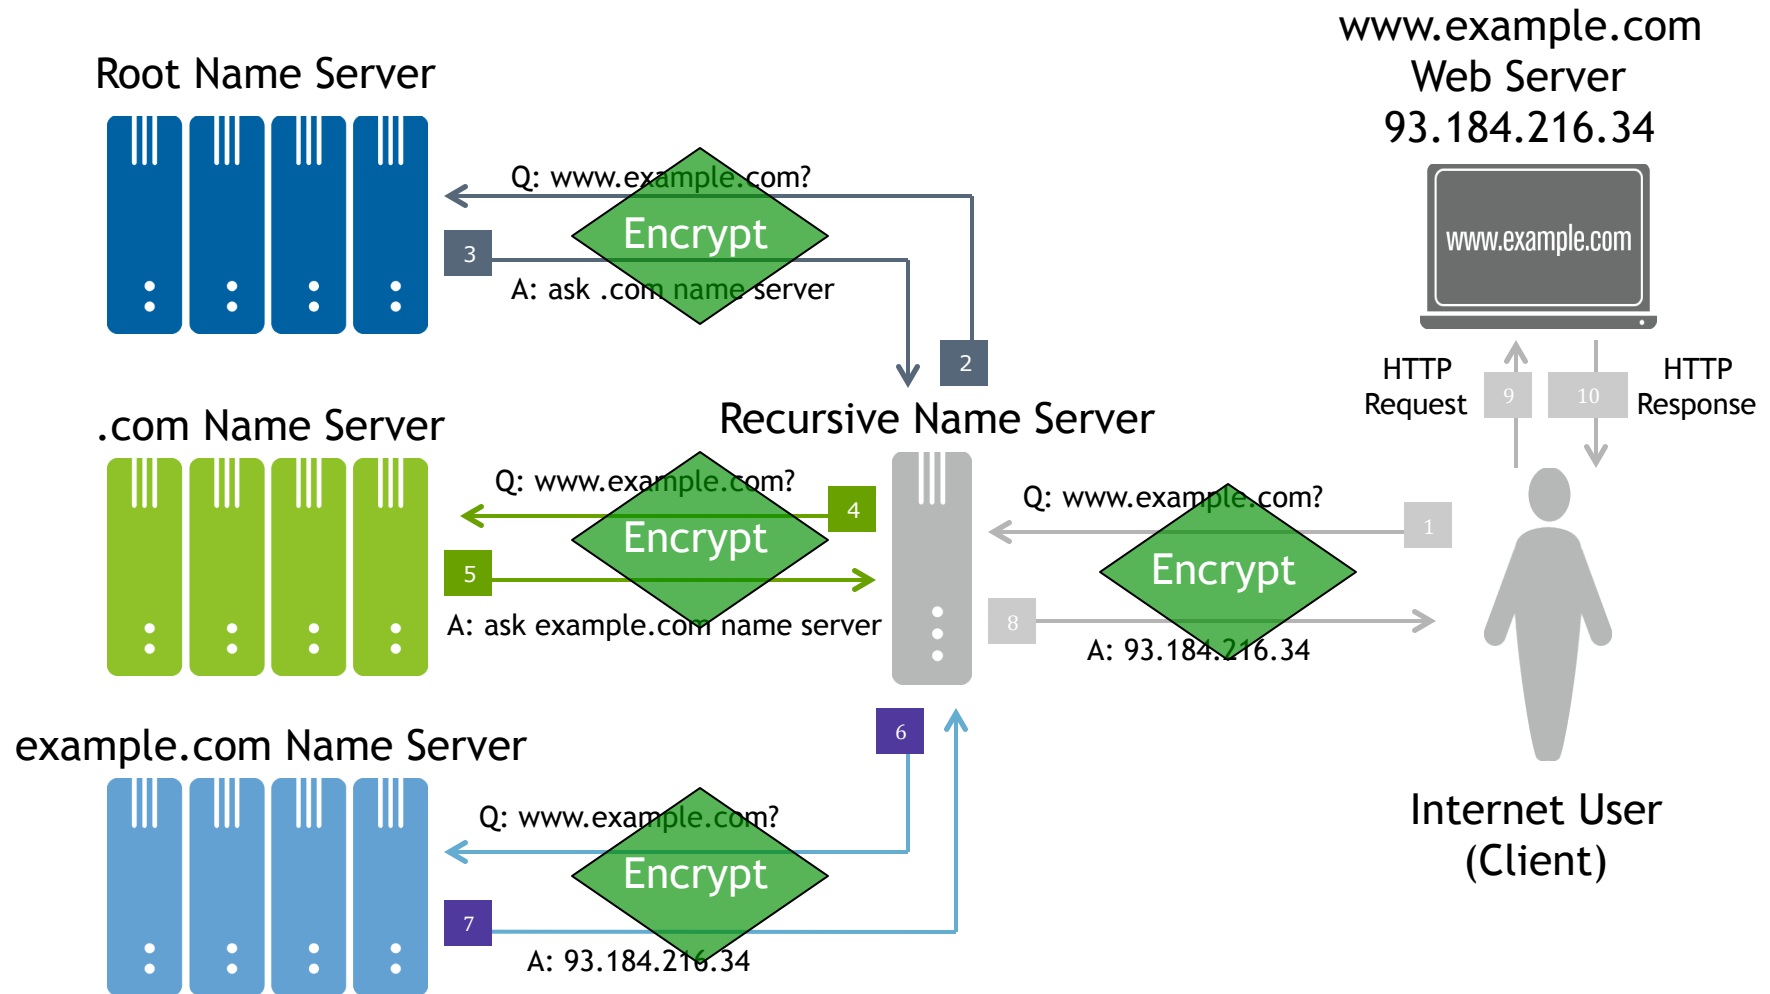 www.example.com
Web Server
93.184.216.34
Root Name Server
www.example.com
Q: www.example.com?
Encrypt
3
A: ask .com name server
2
HTTP
Request
9
10
HTTP
Response
.com Name Server
Recursive Name Server
Q: www.example.com?
4
Encrypt
5
A: ask example.com name server
Q: www.example.com?
1
Encrypt
8
A: 93.184.216.34
6
example.com Name Server
Q: www.example.com?
Encrypt
7
A: 93.184.216.34
Internet User
(Client)